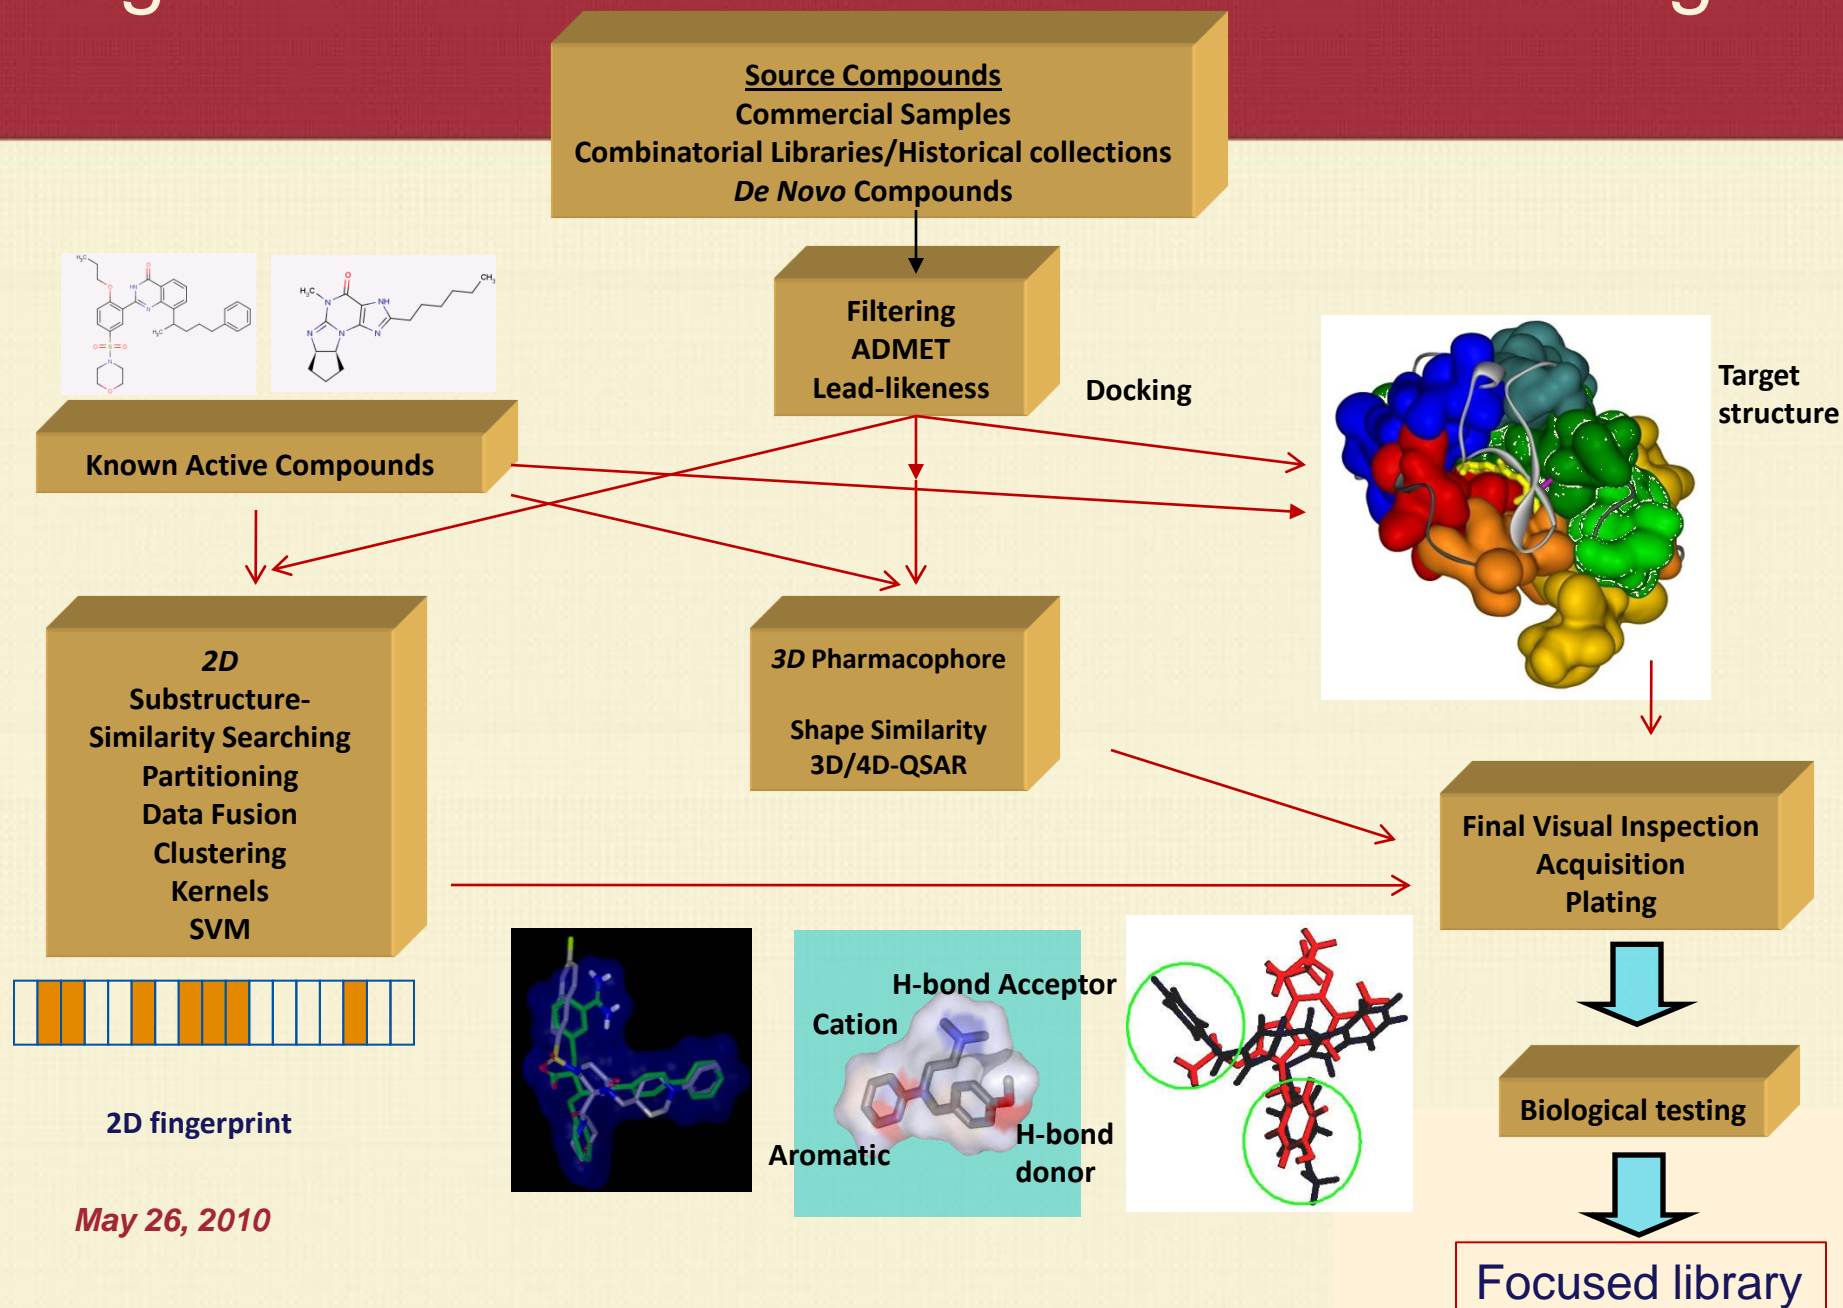 Source Compounds
Commercial Samples
Combinatorial Libraries/Historical collections
De Novo Compounds
Filtering
ADMET
Lead-likeness
Docking
Target
structure
Known Active Compounds
2D
Substructure-
Similarity Searching
Partitioning
Data Fusion
Clustering
Kernels
SVM
3D Pharmacophore
Shape Similarity
3D/4D-QSAR
Final Visual Inspection
Acquisition
Plating
H-bond Acceptor
Cation
Aromatic
H-bond
donor
2D fingerprint
Biological testing
May 26, 2010
Focused library